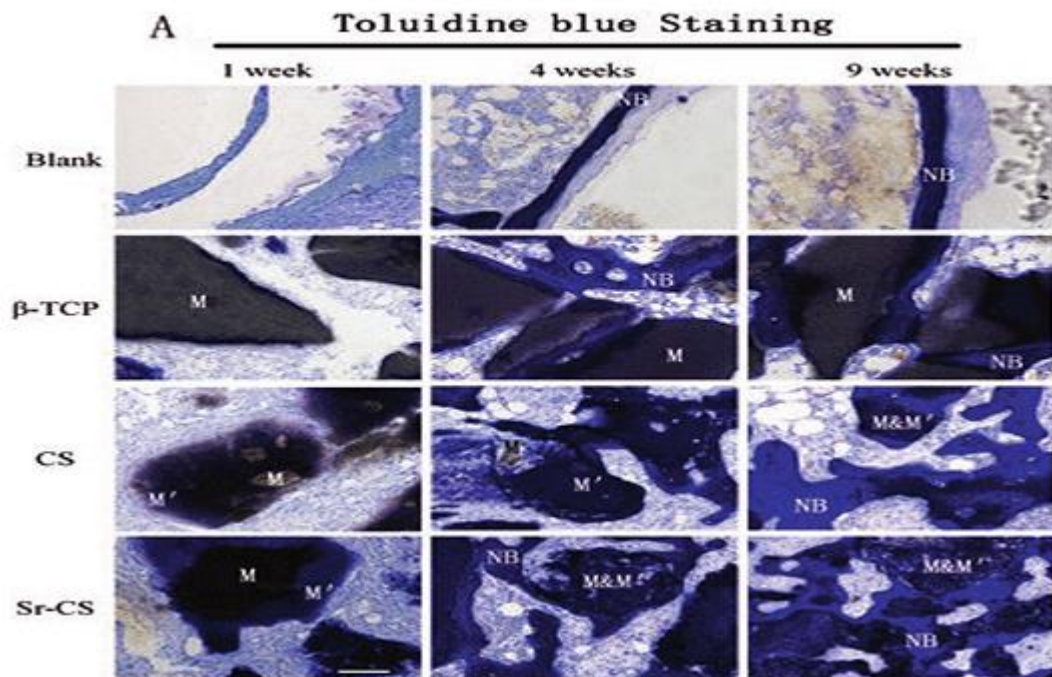 A Toluidine blue Staining
1 week 4 weeks 9 weeks
Blank NB NB
β-TCP M NB M M NB
CS M´ M M M´ M&M´ NB
Sr-CS M M´ NB M&M´ M&M´ NB